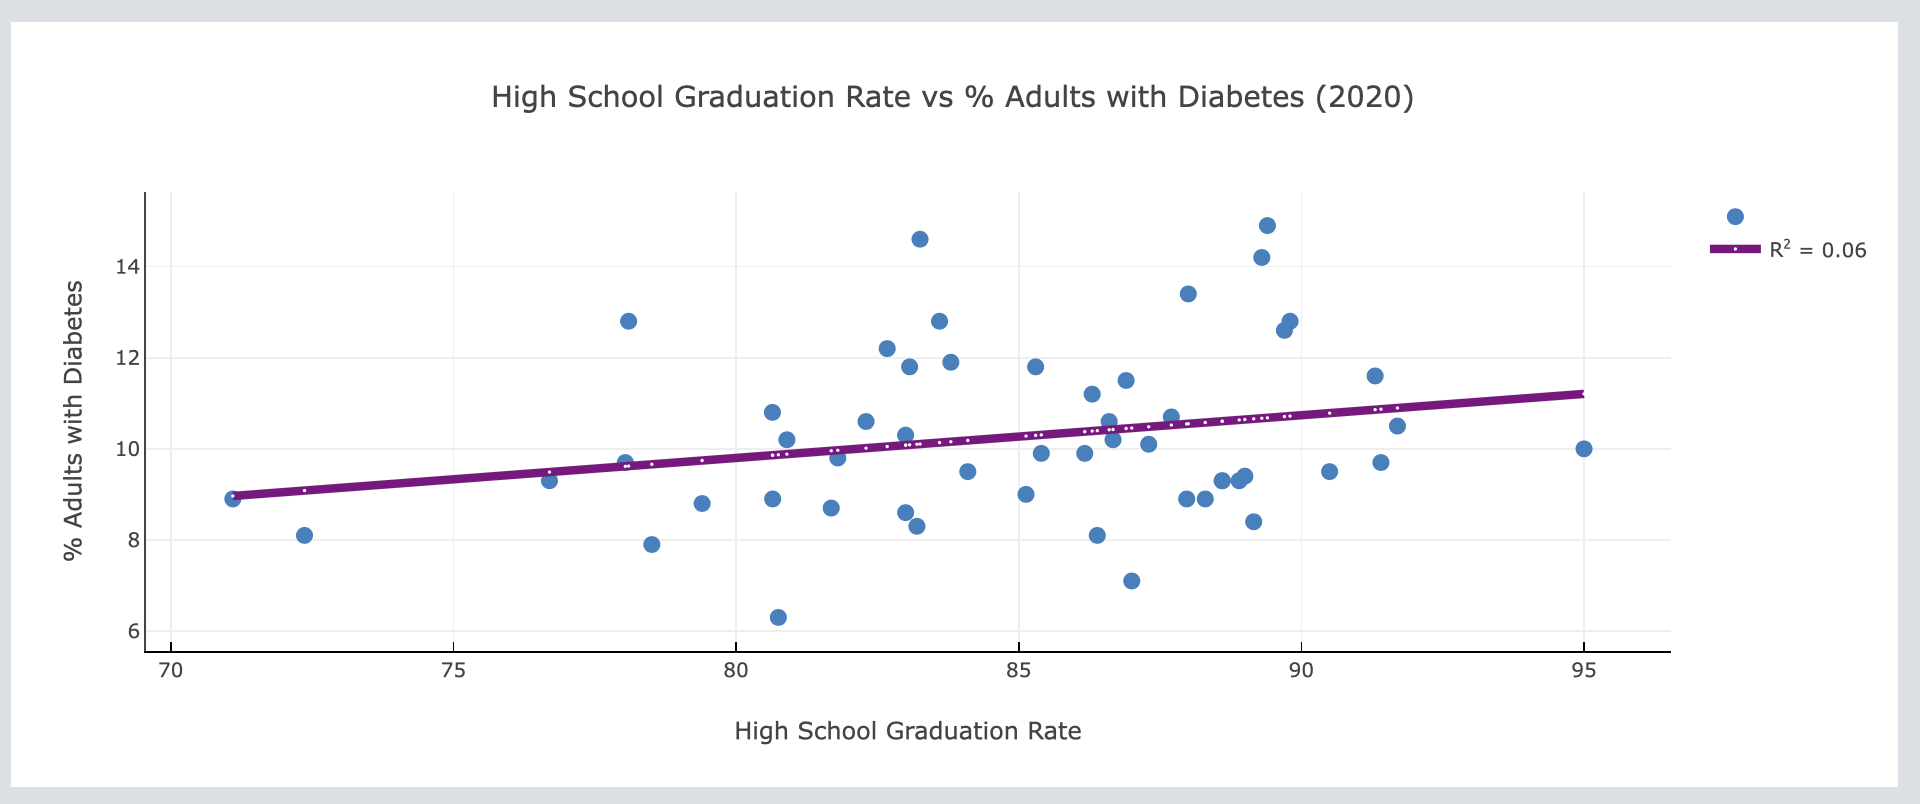 High School Graduation Rate vs % Adults with Diabetes (2020)
R² = 0.06
% Adults with Diabetes
14
12
10
8
6
70 75 80 85 90 95
High School Graduation Rate